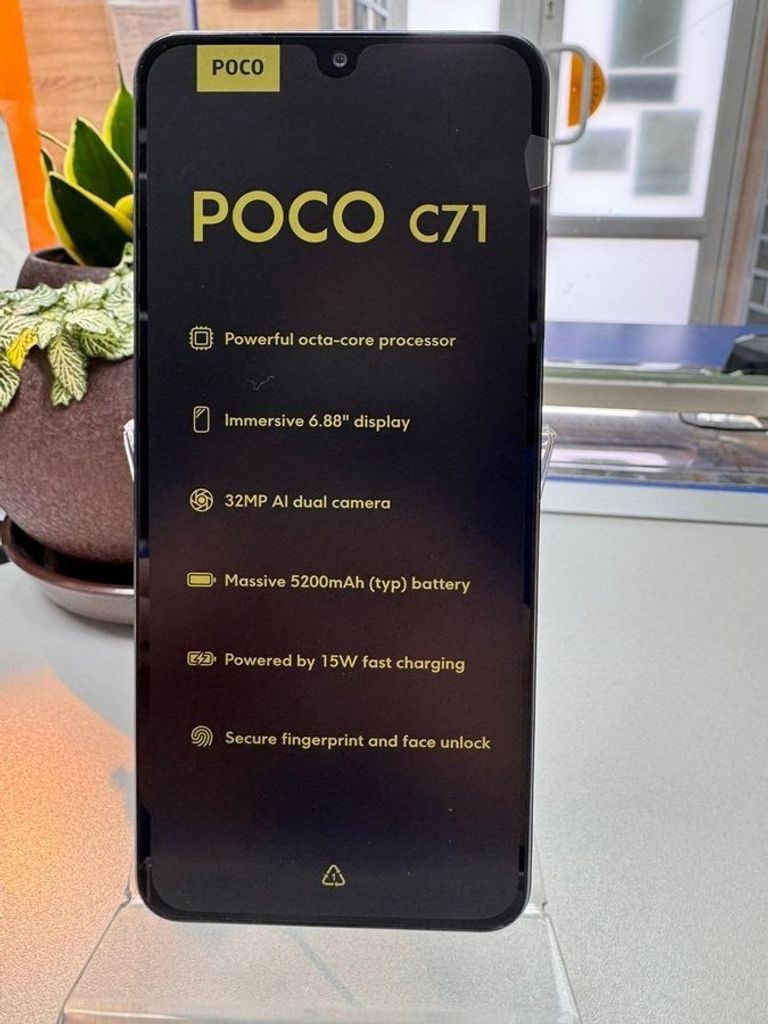 POCO
POCO C71
Powerful octa-core processor
Immersive 6.88" display
32MP AI dual camera
Massive 5200mAh (typ) battery
Powered by 15W fast charging
Secure fingerprint and face unlock
1